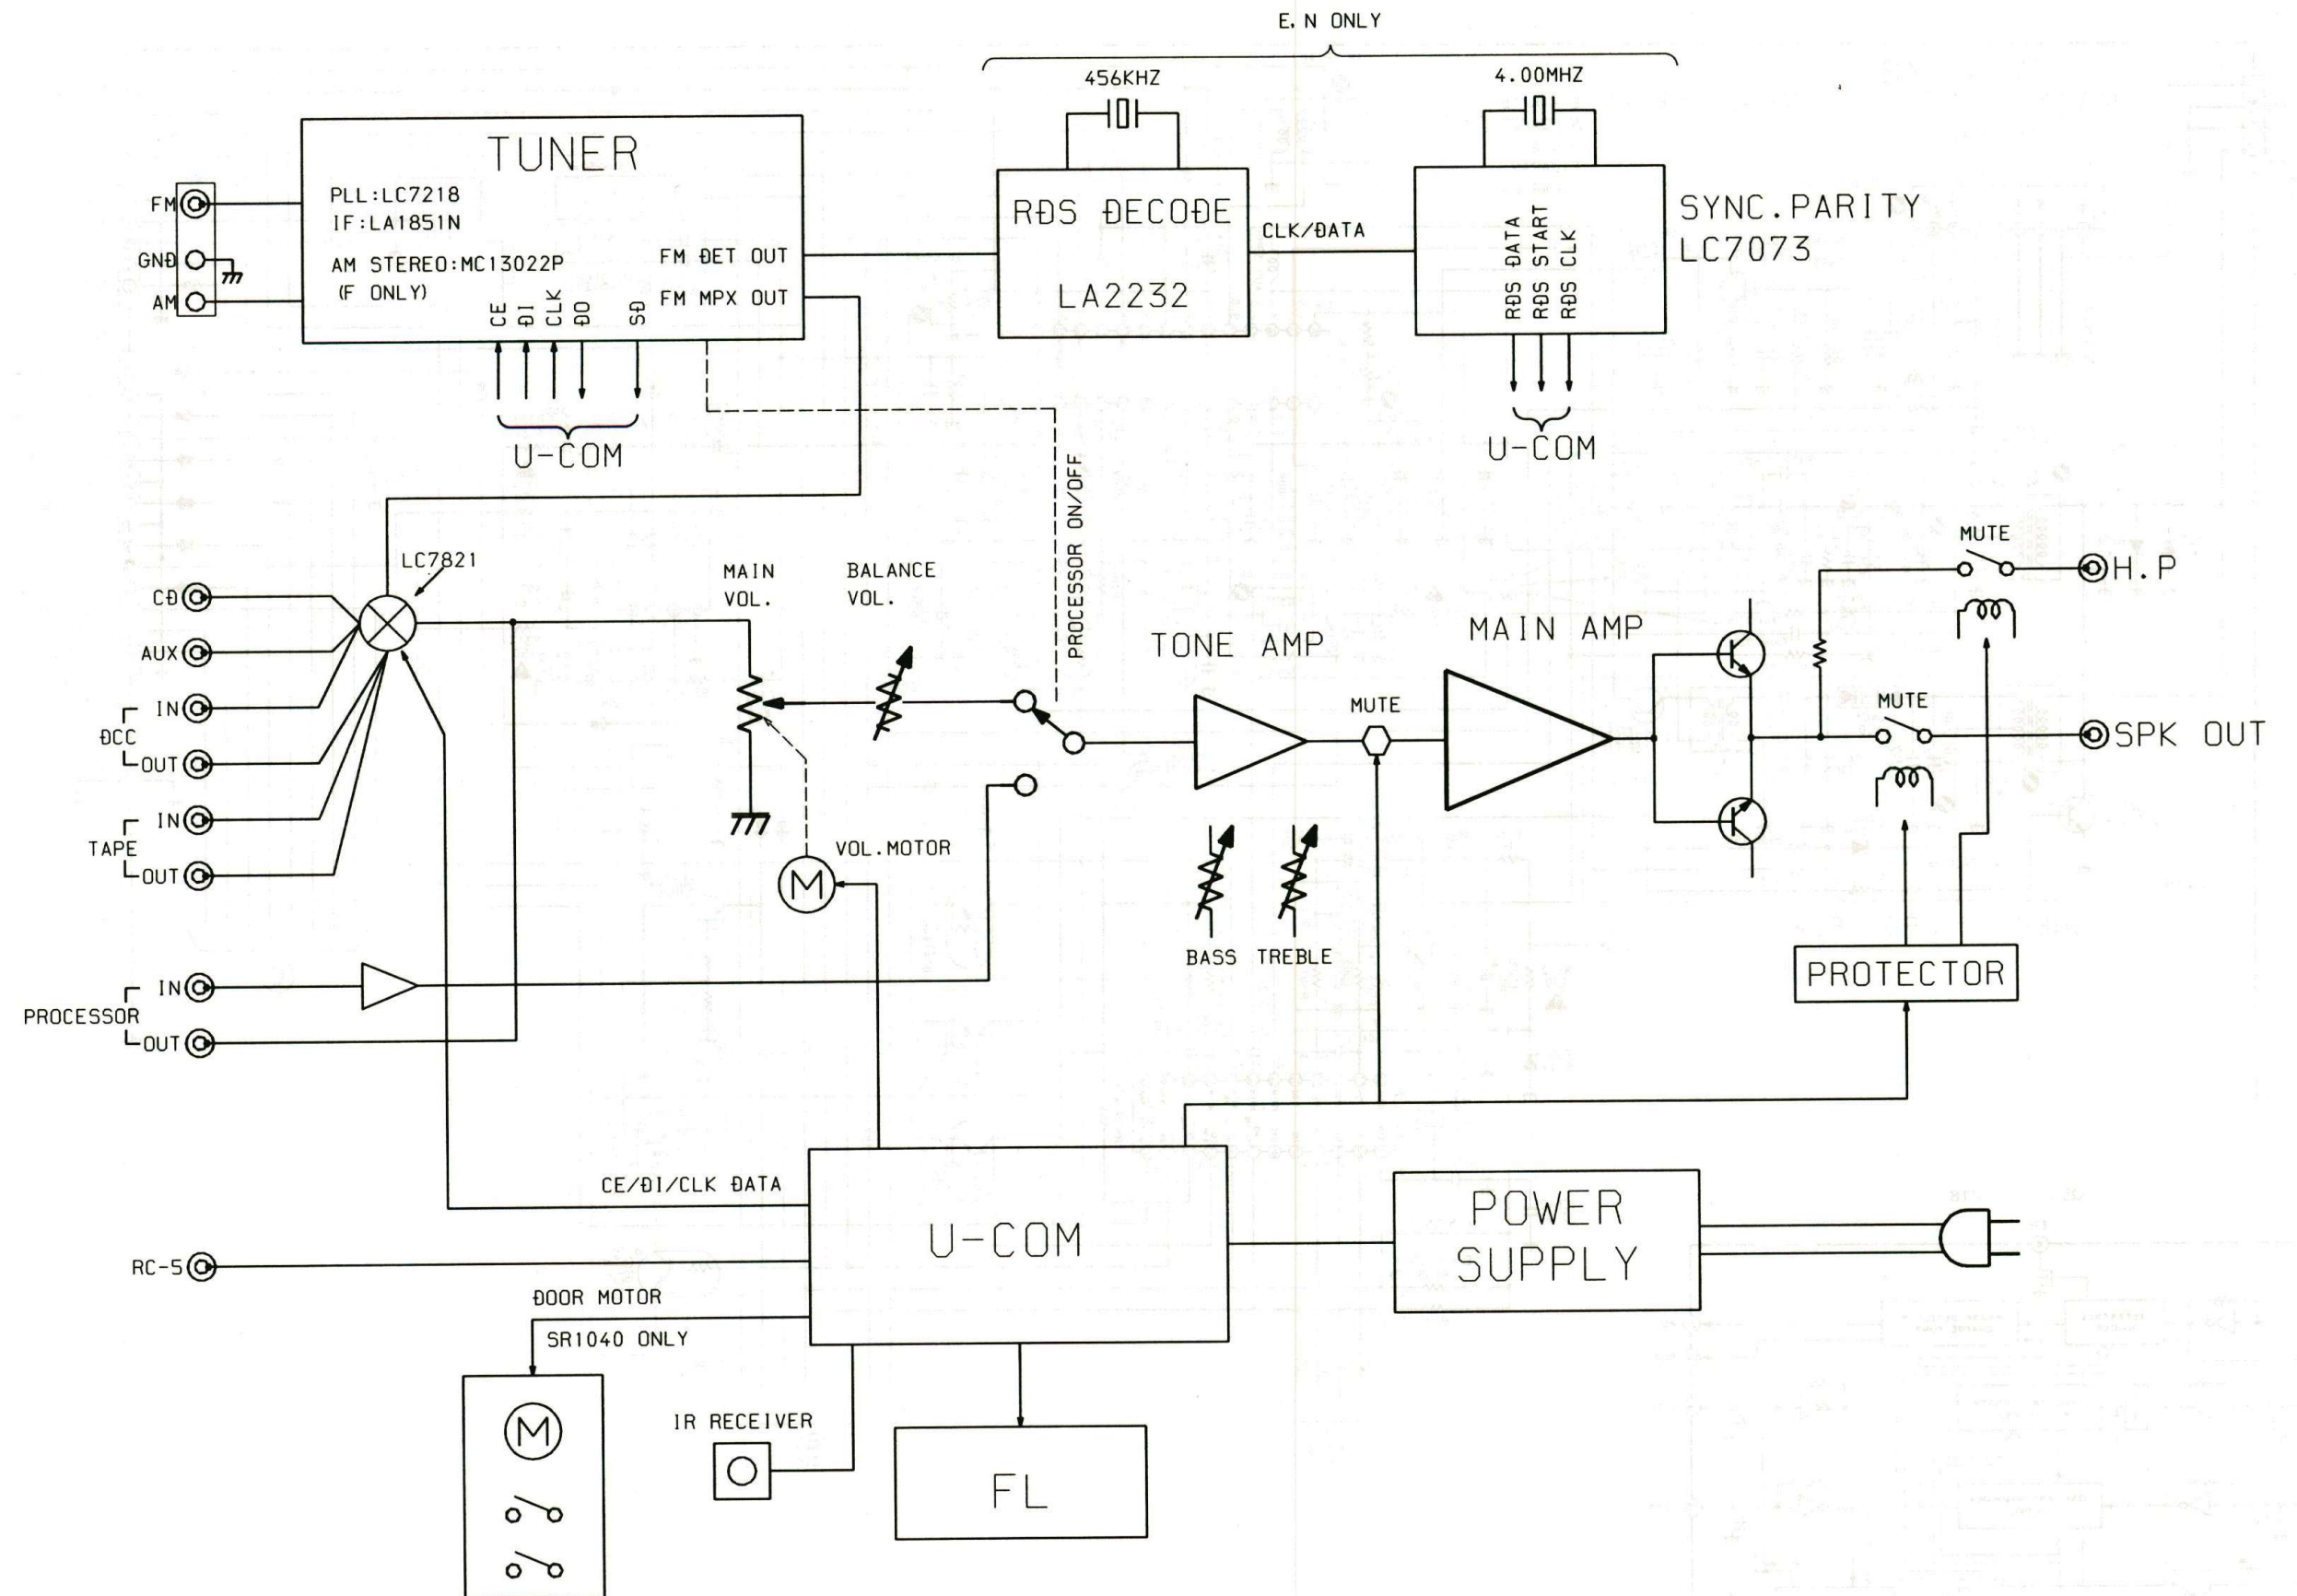 E, N ONLY
456KHZ
4.00MHZ
TUNER
PLL:LC7218
IF:LA1851N
AM STEREO:MC13022P
(F ONLY)
FM DET OUT
FM MPX OUT
CE
DI
CLK
DO
SD
U-COM
FM
GND
AM
RDS DECODE
LA2232
CLK/DATA
RDS DATA
RDS START
RDS CLK
SYNC.PARITY
LC7073
U-COM
PROCESSOR ON/OFF
LC7821
CD
AUX
IN
DCC
OUT
IN
TAPE
OUT
IN
PROCESSOR
OUT
MAIN
VOL.
BALANCE
VOL.
VOL.MOTOR
M
TONE AMP
BASS TREBLE
MUTE
MAIN AMP
MUTE
H.P
MUTE
SPK OUT
PROTECTOR
CE/DI/CLK DATA
U-COM
POWER
SUPPLY
RC-5
DOOR MOTOR
SR1040 ONLY
M
IR RECEIVER
FL